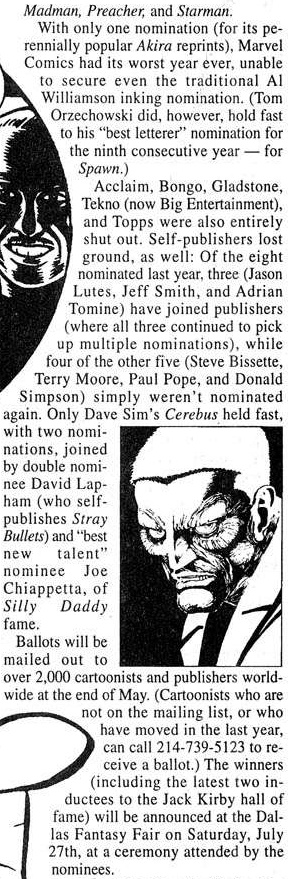 Madman, Preacher, and Starman.
With only one nomination (for its pe-
rennially popular Akira reprints), Marvel
Comics had its worst year ever, unable
to secure even the traditional Al
Williamson inking nomination. (Tom
Orzechowski did, however, hold fast
to his “best letterer” nomination for
the ninth consecutive year — for
Spawn.)
Acclaim, Bongo, Gladstone,
Tekno (now Big Entertainment),
and Topps were also entirely
shut out. Self-publishers lost
ground, as well: Of the eight
nominated last year, three (Jason
Lutes, Jeff Smith, and Adrian
Tomine) have joined publishers
(where all three continued to pick
up multiple nominations), while
four of the other five (Steve Bissette,
Terry Moore, Paul Pope, and Donald
Simpson) simply weren’t nominated
again. Only Dave Sim’s Cerebus held fast,
with two nomi-
nations, joined
by double nomi-
nee David Lap-
ham (who self-
publishes Stray
Bullets) and “best
new talent”
nominee Joe
Chiappetta, of
Silly Daddy
fame.
Ballots will be
mailed out to
over 2,000 cartoonists and publishers world-
wide at the end of May. (Cartoonists who are
not on the mailing list, or who
have moved in the last year,
can call 214-739-5123 to re-
ceive a ballot.) The winners
(including the latest two in-
ductees to the Jack Kirby hall of
fame) will be announced at the Dal-
las Fantasy Fair on Saturday, July
27th, at a ceremony attended by the
nominees.